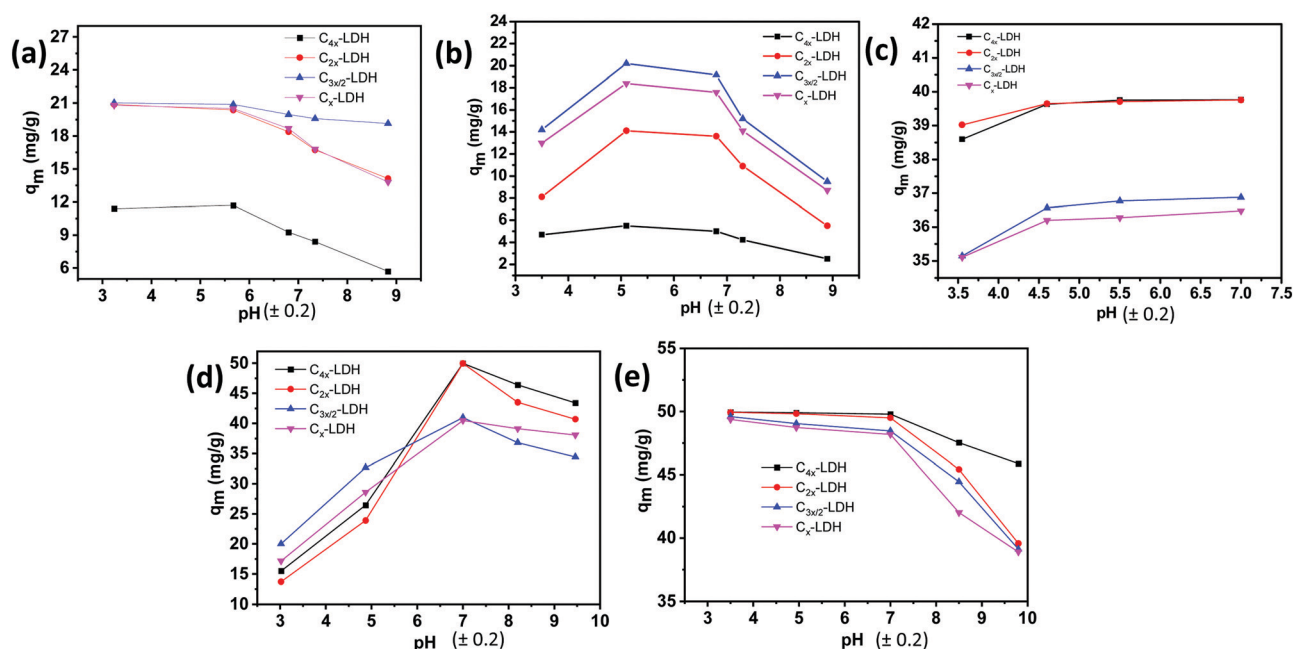 (a)
27
24
21
18
15
12
9
6
qm (mg/g)
C4x-LDH
C2x-LDH
C3x/2-LDH
Cx-LDH
3 4 5 6 7 8 9
pH (± 0.2)
(b)
24
22
20
18
16
14
12
10
8
6
4
2
qm (mg/g)
C4x-LDH
C2x-LDH
C3x/2-LDH
Cx-LDH
3 4 5 6 7 8 9 10
pH (± 0.2)
(c)
41
40
39
38
37
36
35
qm (mg/g)
C4x-LDH
C2x-LDH
C3x/2-LDH
Cx-LDH
3.5 4.0 4.5 5.0 5.5 6.0 6.5 7.0 7.5
pH (± 0.2)
(d)
50
45
40
35
30
25
20
15
10
qm (mg/g)
C4x-LDH
C2x-LDH
C3x/2-LDH
Cx-LDH
3 4 5 6 7 8 9 10
pH (± 0.2)
(e)
55
50
45
40
35
qm (mg/g)
C4x-LDH
C2x-LDH
C3x/2-LDH
Cx-LDH
3 4 5 6 7 8 9 10
pH (± 0.2)